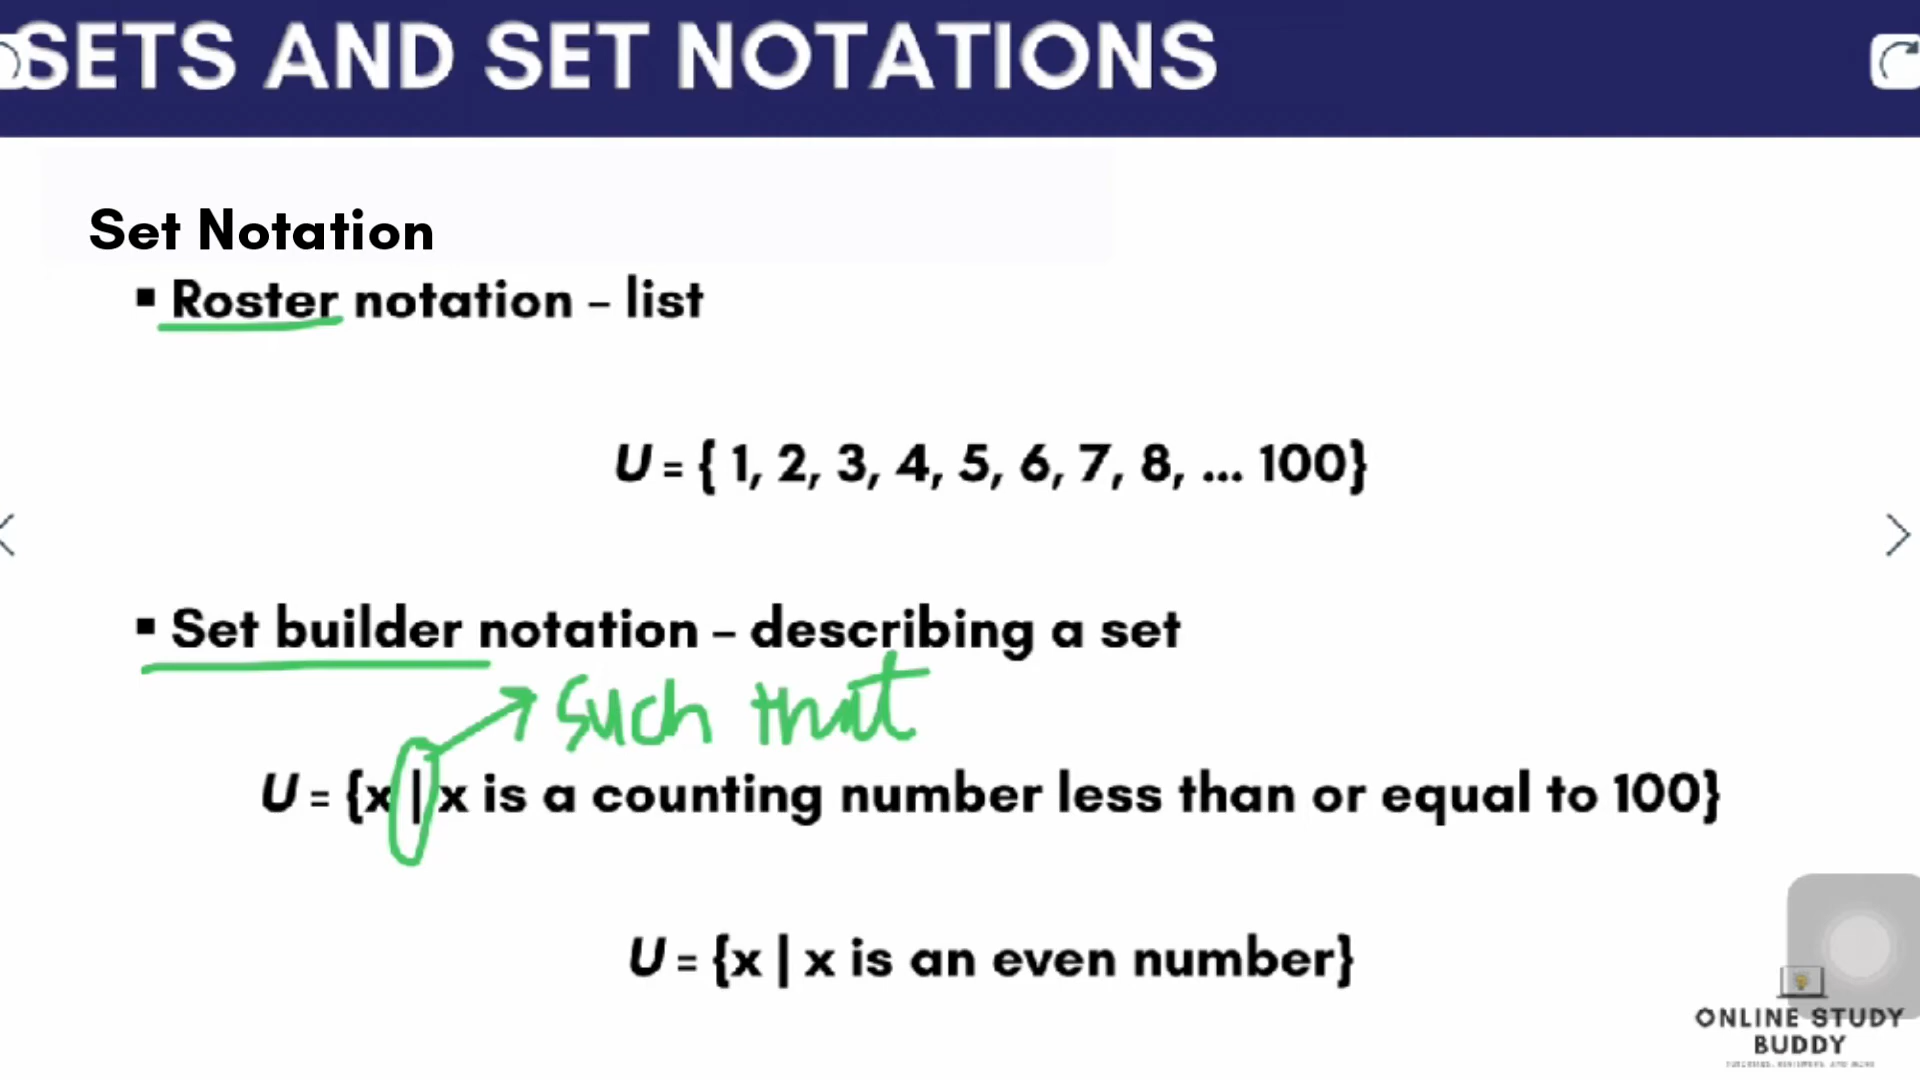 SETS AND SET NOTATIONS
Set Notation
▪ Roster notation – list
U = { 1, 2, 3, 4, 5, 6, 7, 8, ... 100}
▪ Set builder notation – describing a set
such that
U = {x | x is a counting number less than or equal to 100}
U = {x | x is an even number}
ONLINE STUDY
BUDDY